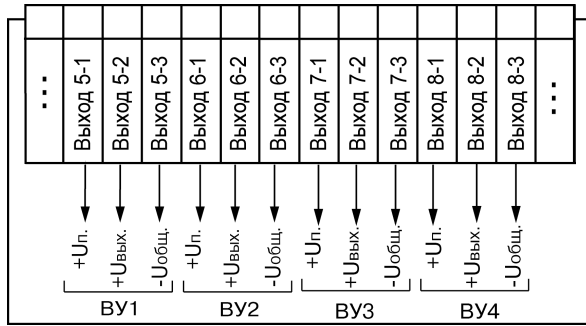 ...
Выход 5-1
Выход 5-2
Выход 5-3
Выход 6-1
Выход 6-2
Выход 6-3
Выход 7-1
Выход 7-2
Выход 7-3
Выход 8-1
Выход 8-2
Выход 8-3
...
+Uп.
+Uвых.
-Uобщ.
+Uп.
+Uвых.
-Uобщ.
+Uп.
+Uвых.
-Uобщ.
+Uп.
+Uвых.
-Uобщ.
ВУ1
ВУ2
ВУ3
ВУ4